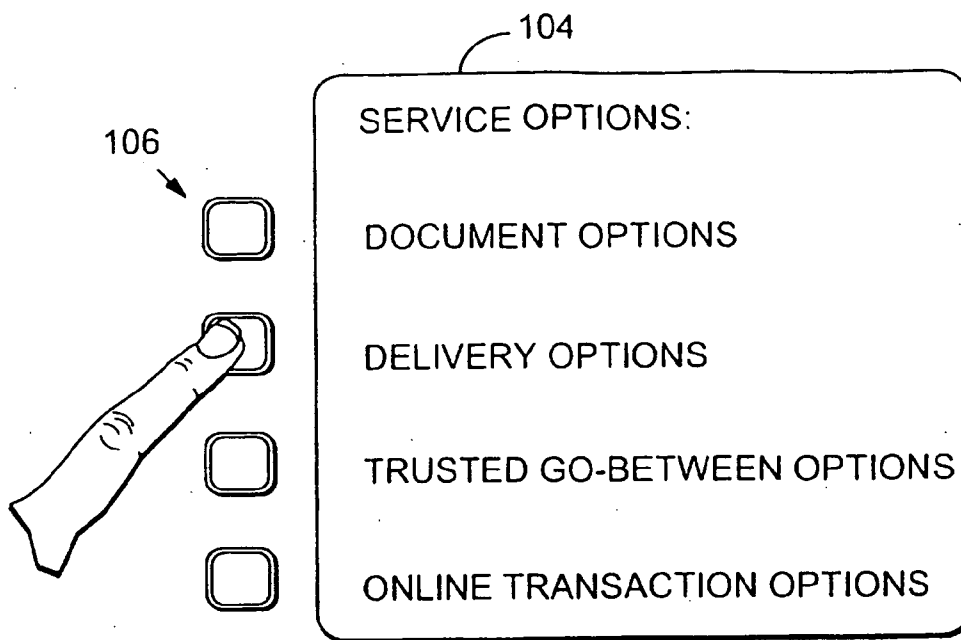 104
SERVICE OPTIONS:
106
DOCUMENT OPTIONS
DELIVERY OPTIONS
TRUSTED GO-BETWEEN OPTIONS
ONLINE TRANSACTION OPTIONS